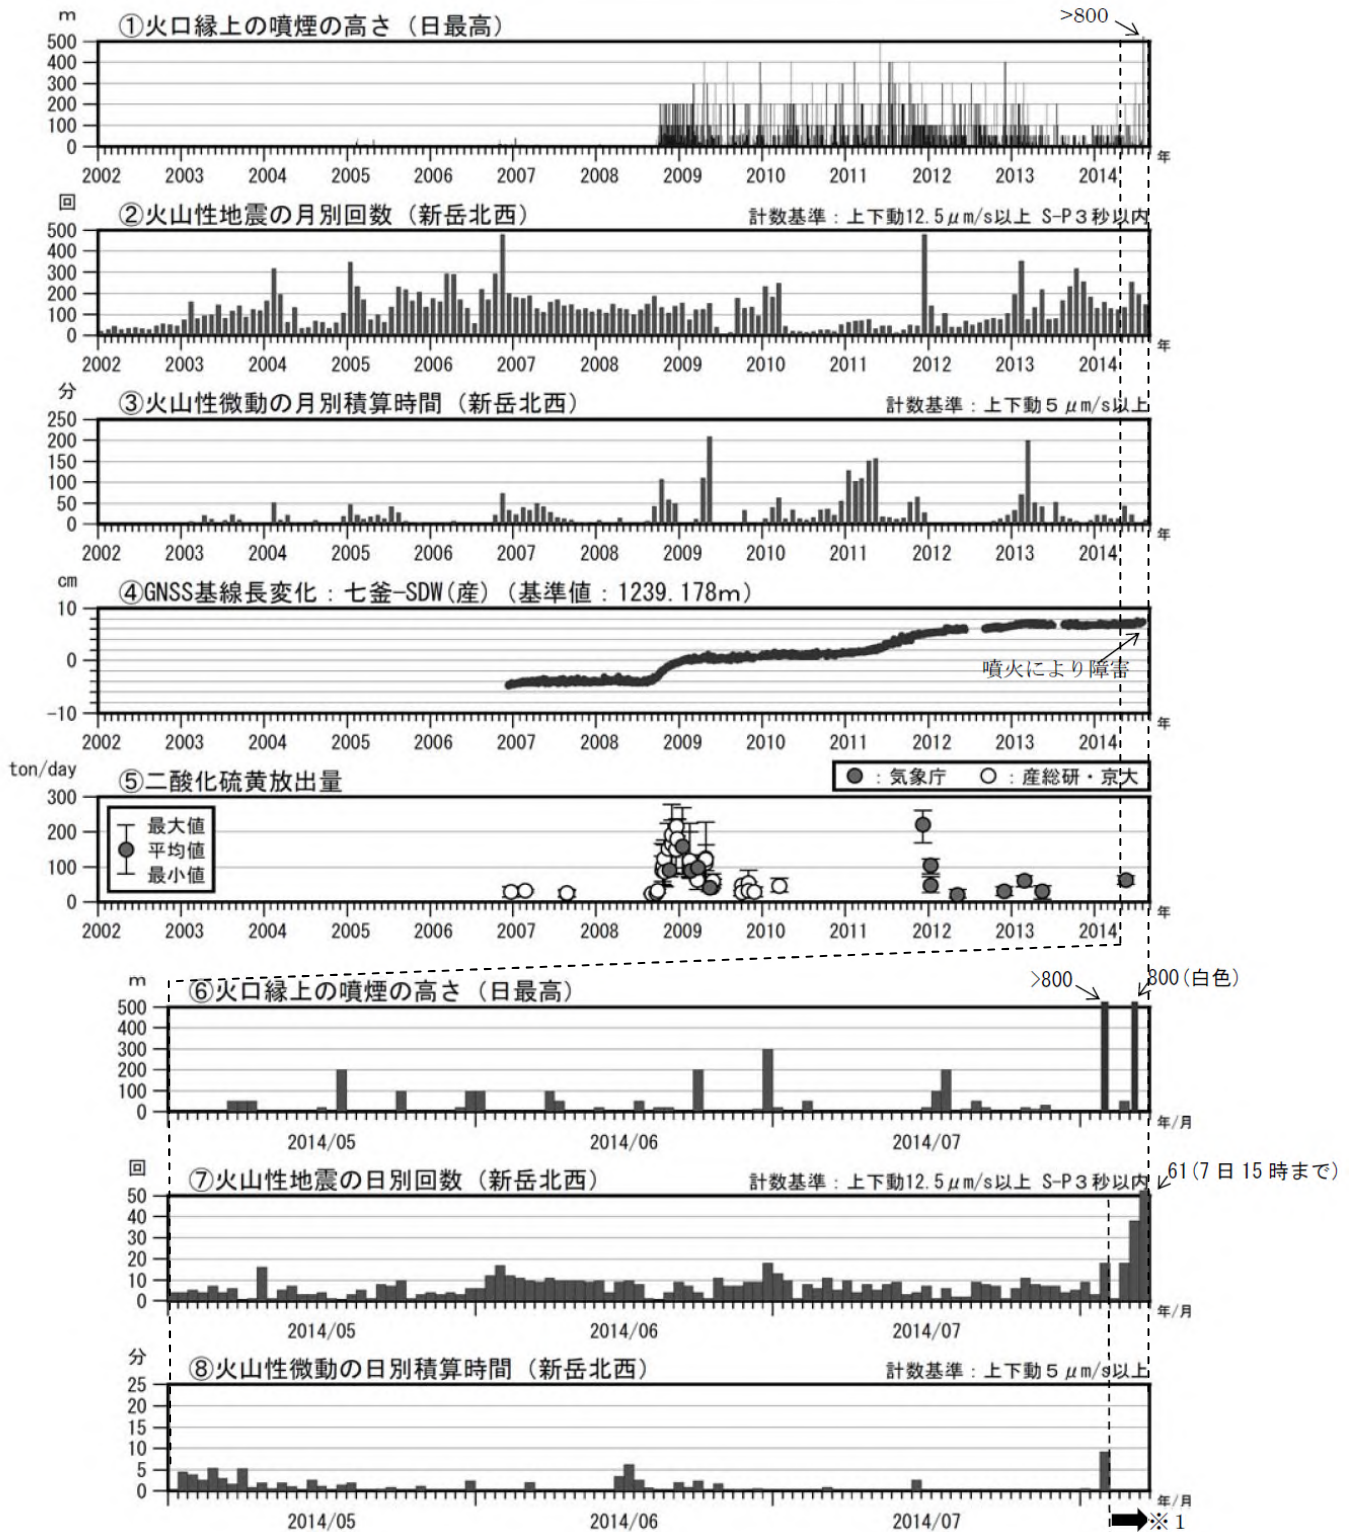 >800
m ①火口縁上の噴煙の高さ（日最高）
500
400
300
200
100
0
2002 2003 2004 2005 2006 2007 2008 2009 2010 2011 2012 2013 2014 年
回 ②火山性地震の月別回数（新岳北西） 計数基準：上下動12.5μm/s以上 S-P３秒以内
500
400
300
200
100
0
2002 2003 2004 2005 2006 2007 2008 2009 2010 2011 2012 2013 2014 年
分 ③火山性微動の月別積算時間（新岳北西） 計数基準：上下動５μm/s以上
250
200
150
100
50
0
2002 2003 2004 2005 2006 2007 2008 2009 2010 2011 2012 2013 2014 年
cm ④GNSS基線長変化：七釜-SDW(産)（基準値：1239.178m）
10
0
噴火により障害
-10
2002 2003 2004 2005 2006 2007 2008 2009 2010 2011 2012 2013 2014 年
ton/day ⑤二酸化硫黄放出量 ：気象庁 ：産総研・京大
300
200
100
0
最大値
平均値
最小値
2002 2003 2004 2005 2006 2007 2008 2009 2010 2011 2012 2013 2014 年
m ⑥火口縁上の噴煙の高さ（日最高） >800 800(白色)
500
400
300
200
100
0
2014/05 2014/06 2014/07 年/月
回 ⑦火山性地震の日別回数（新岳北西） 計数基準：上下動12.5μm/s以上 S-P３秒以内 61(7日15時まで)
50
40
30
20
10
0
2014/05 2014/06 2014/07 年/月
分 ⑧火山性微動の日別積算時間（新岳北西） 計数基準：上下動５μm/s以上
25
20
15
10
5
0
2014/05 2014/06 2014/07 年/月
※1